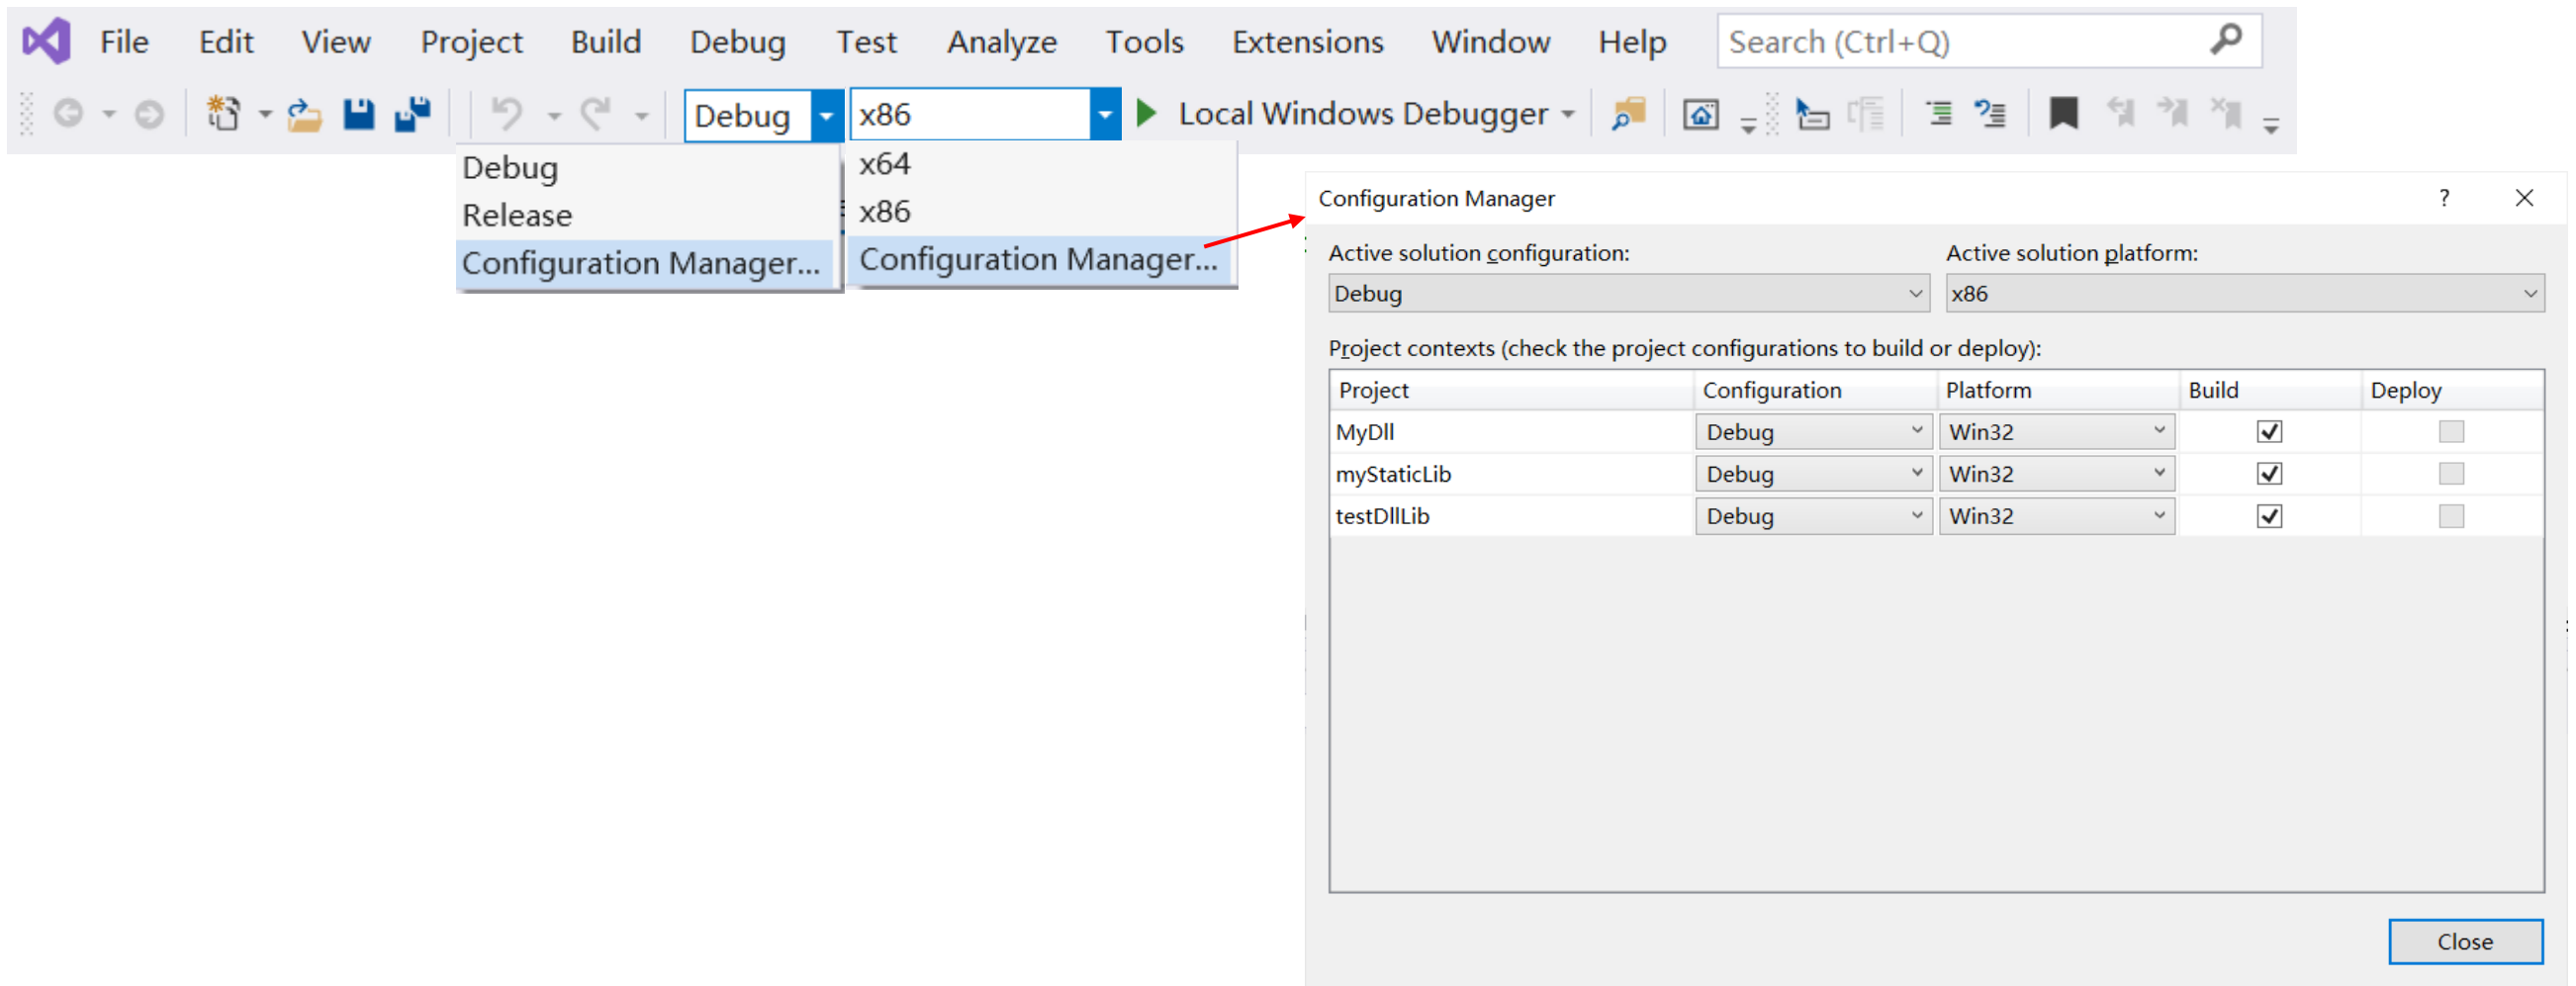 File Edit View Project Build Debug Test Analyze Tools Extensions Window Help Search (Ctrl+Q)
Debug x86 Local Windows Debugger
Debug
Release
Configuration Manager...
x64
x86
Configuration Manager...
Configuration Manager ?
Active solution configuration: Active solution platform:
Debug x86
Project contexts (check the project configurations to build or deploy):
Project Configuration Platform Build Deploy
MyDll Debug Win32
myStaticLib Debug Win32
testDllLib Debug Win32
Close